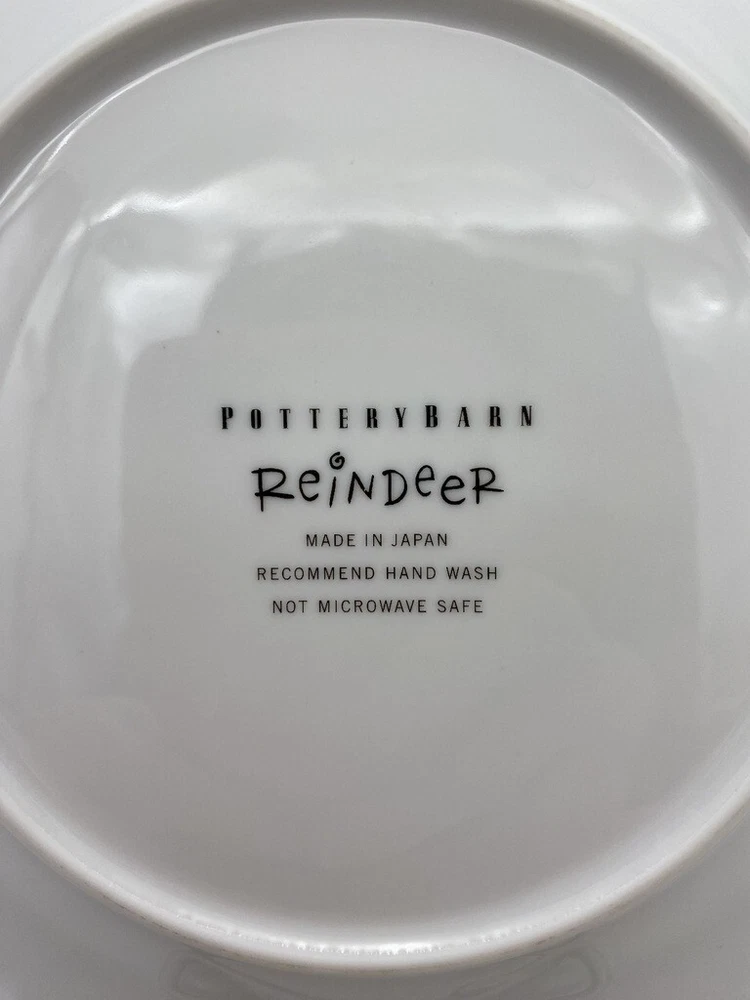 POTTERYBARN
REiNDeeR
MADE IN JAPAN
RECOMMEND HAND WASH
NOT MICROWAVE SAFE